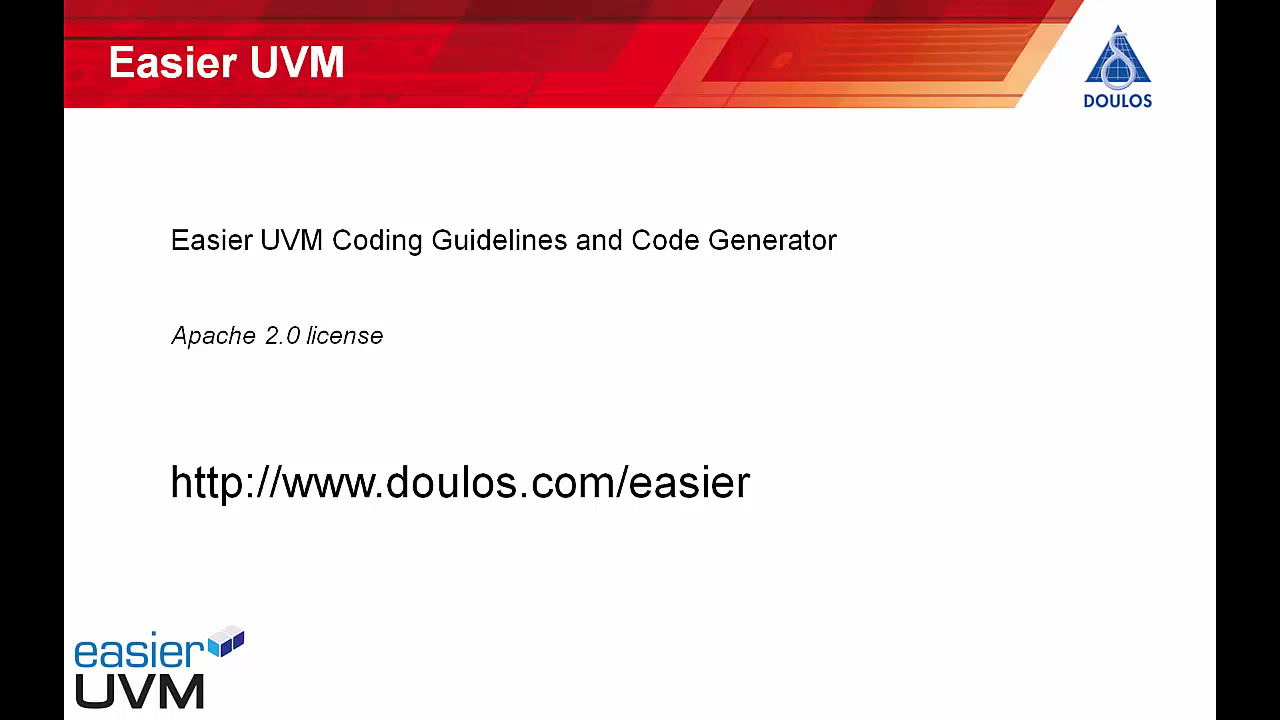 Easier UVM
DOULOS
Easier UVM Coding Guidelines and Code Generator
Apache 2.0 license
http://www.doulos.com/easier
easier
UVM